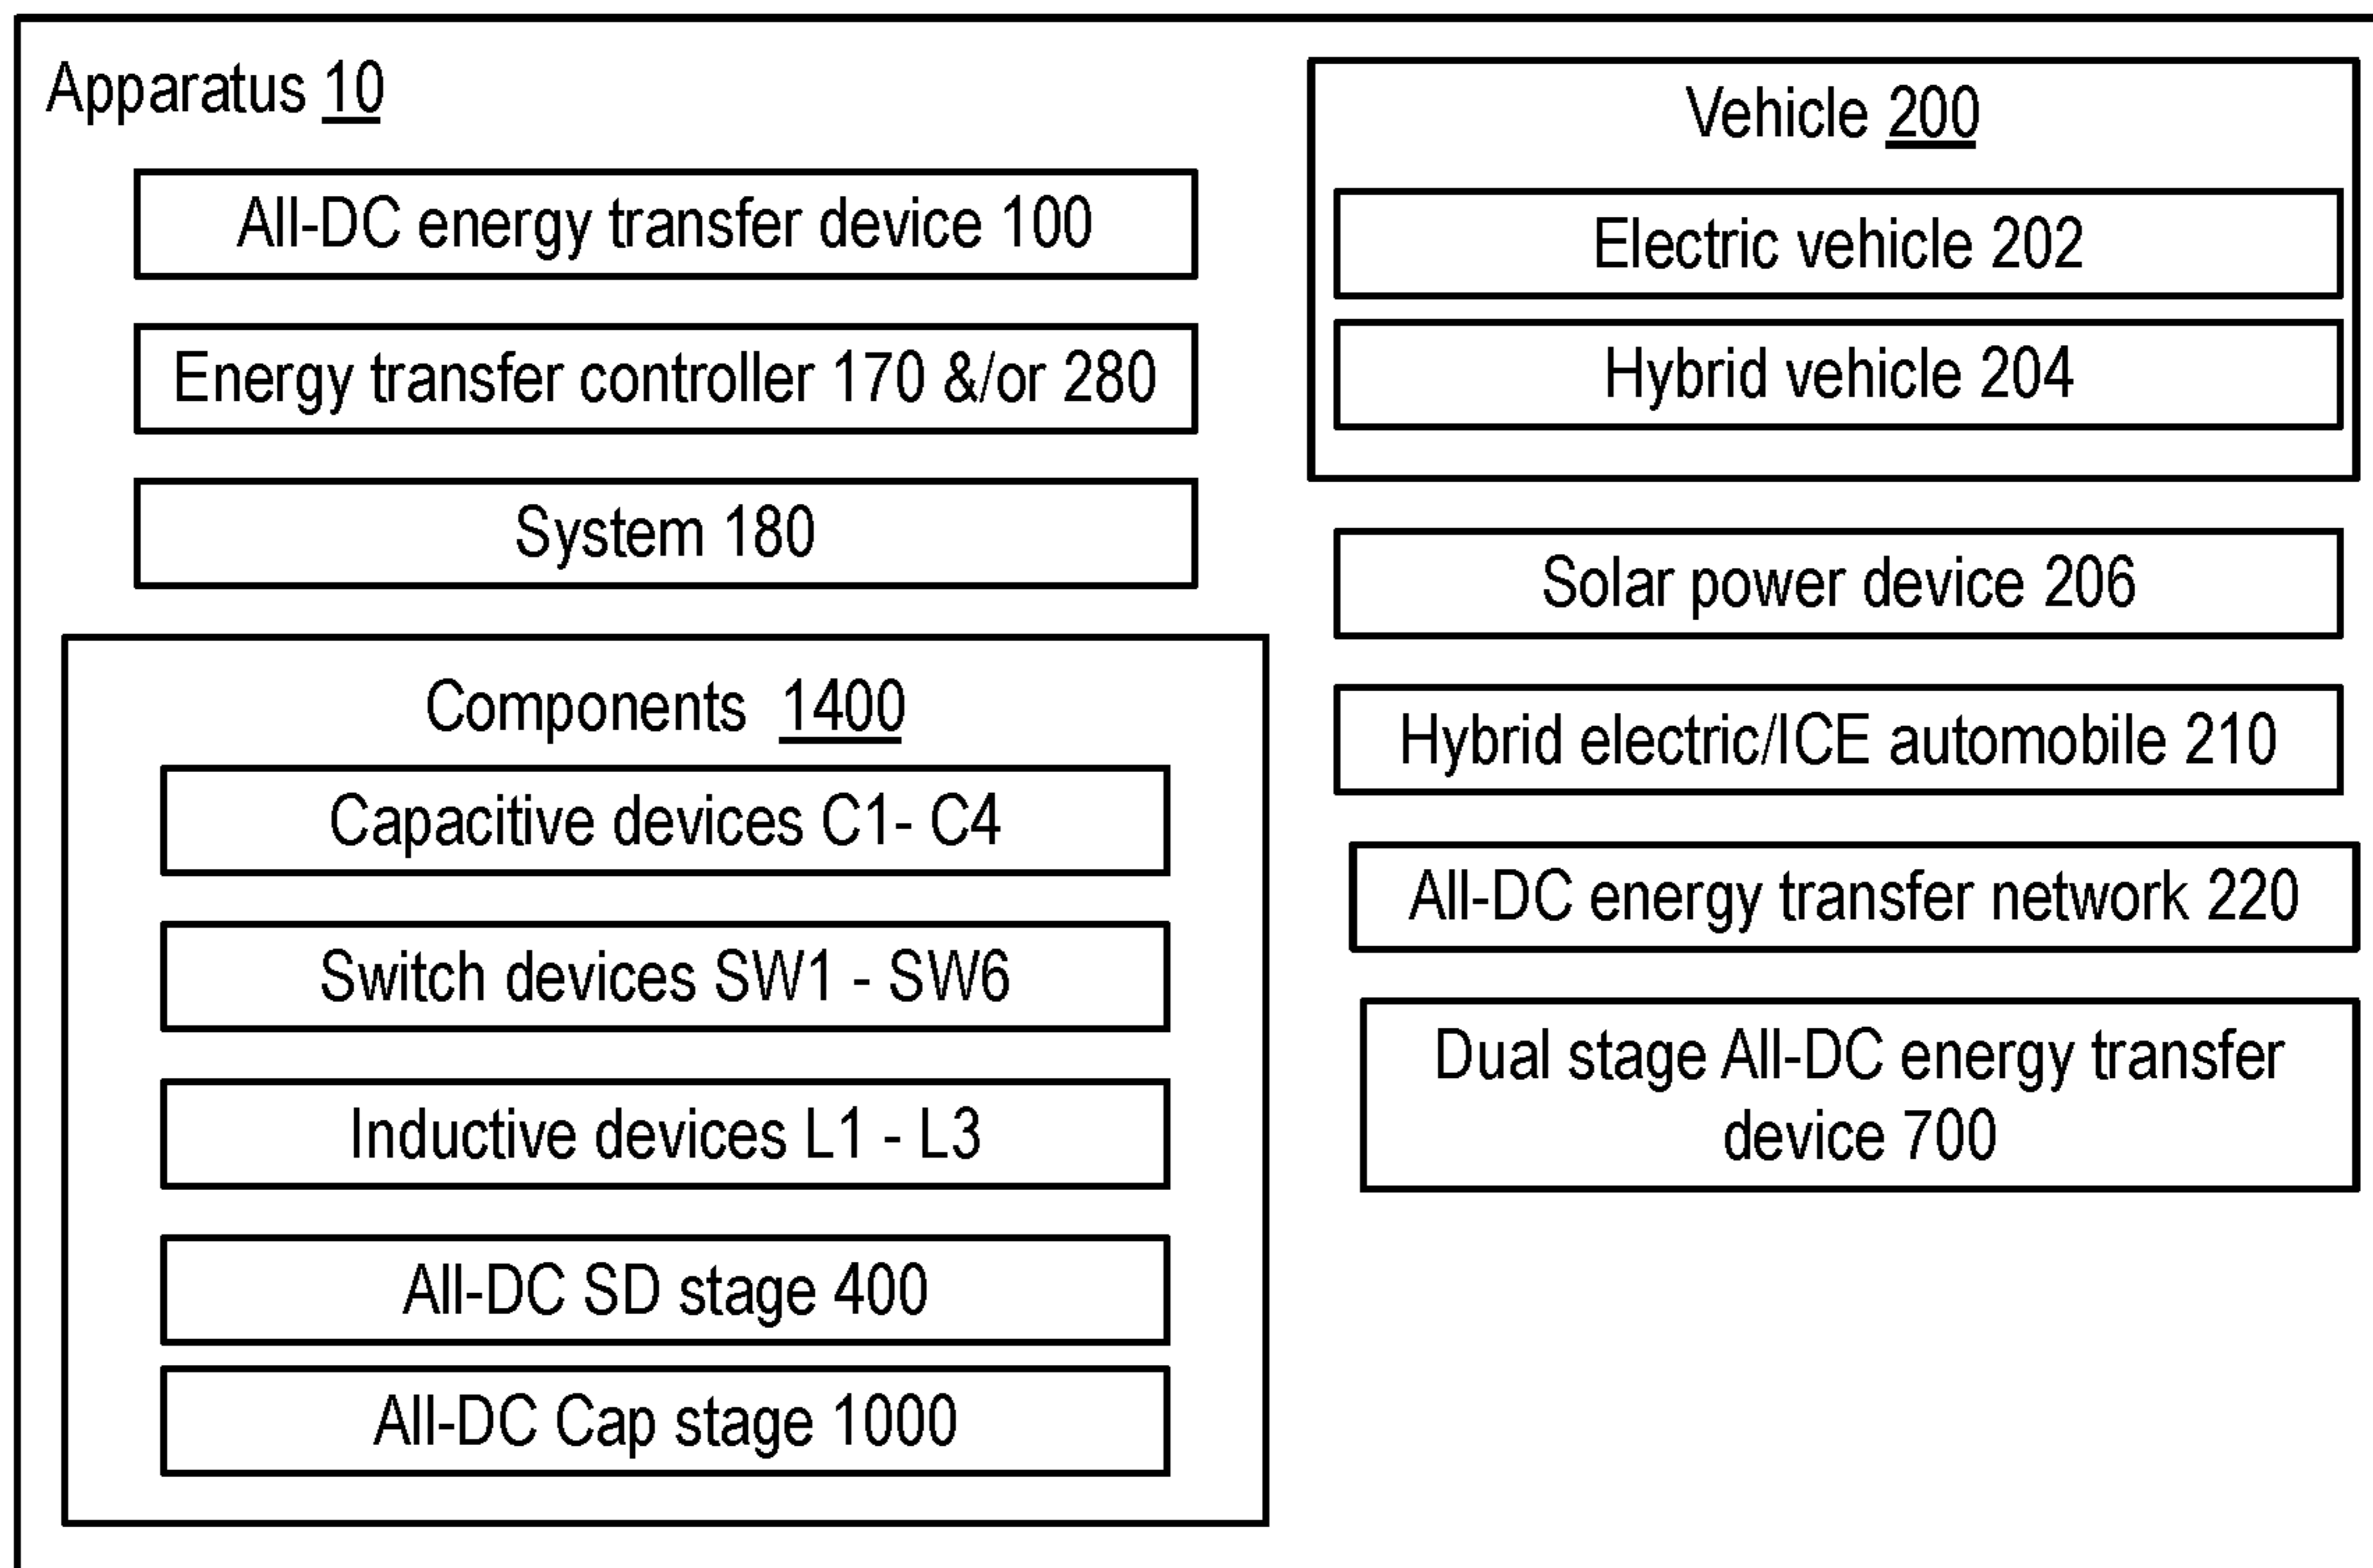 Apparatus 10
All-DC energy transfer device 100
Energy transfer controller 170 &/or 280
System 180
Components 1400
Capacitive devices C1- C4
Switch devices SW1 - SW6
Inductive devices L1 - L3
All-DC SD stage 400
All-DC Cap stage 1000
Vehicle 200
Electric vehicle 202
Hybrid vehicle 204
Solar power device 206
Hybrid electric/ICE automobile 210
All-DC energy transfer network 220
Dual stage All-DC energy transfer
device 700